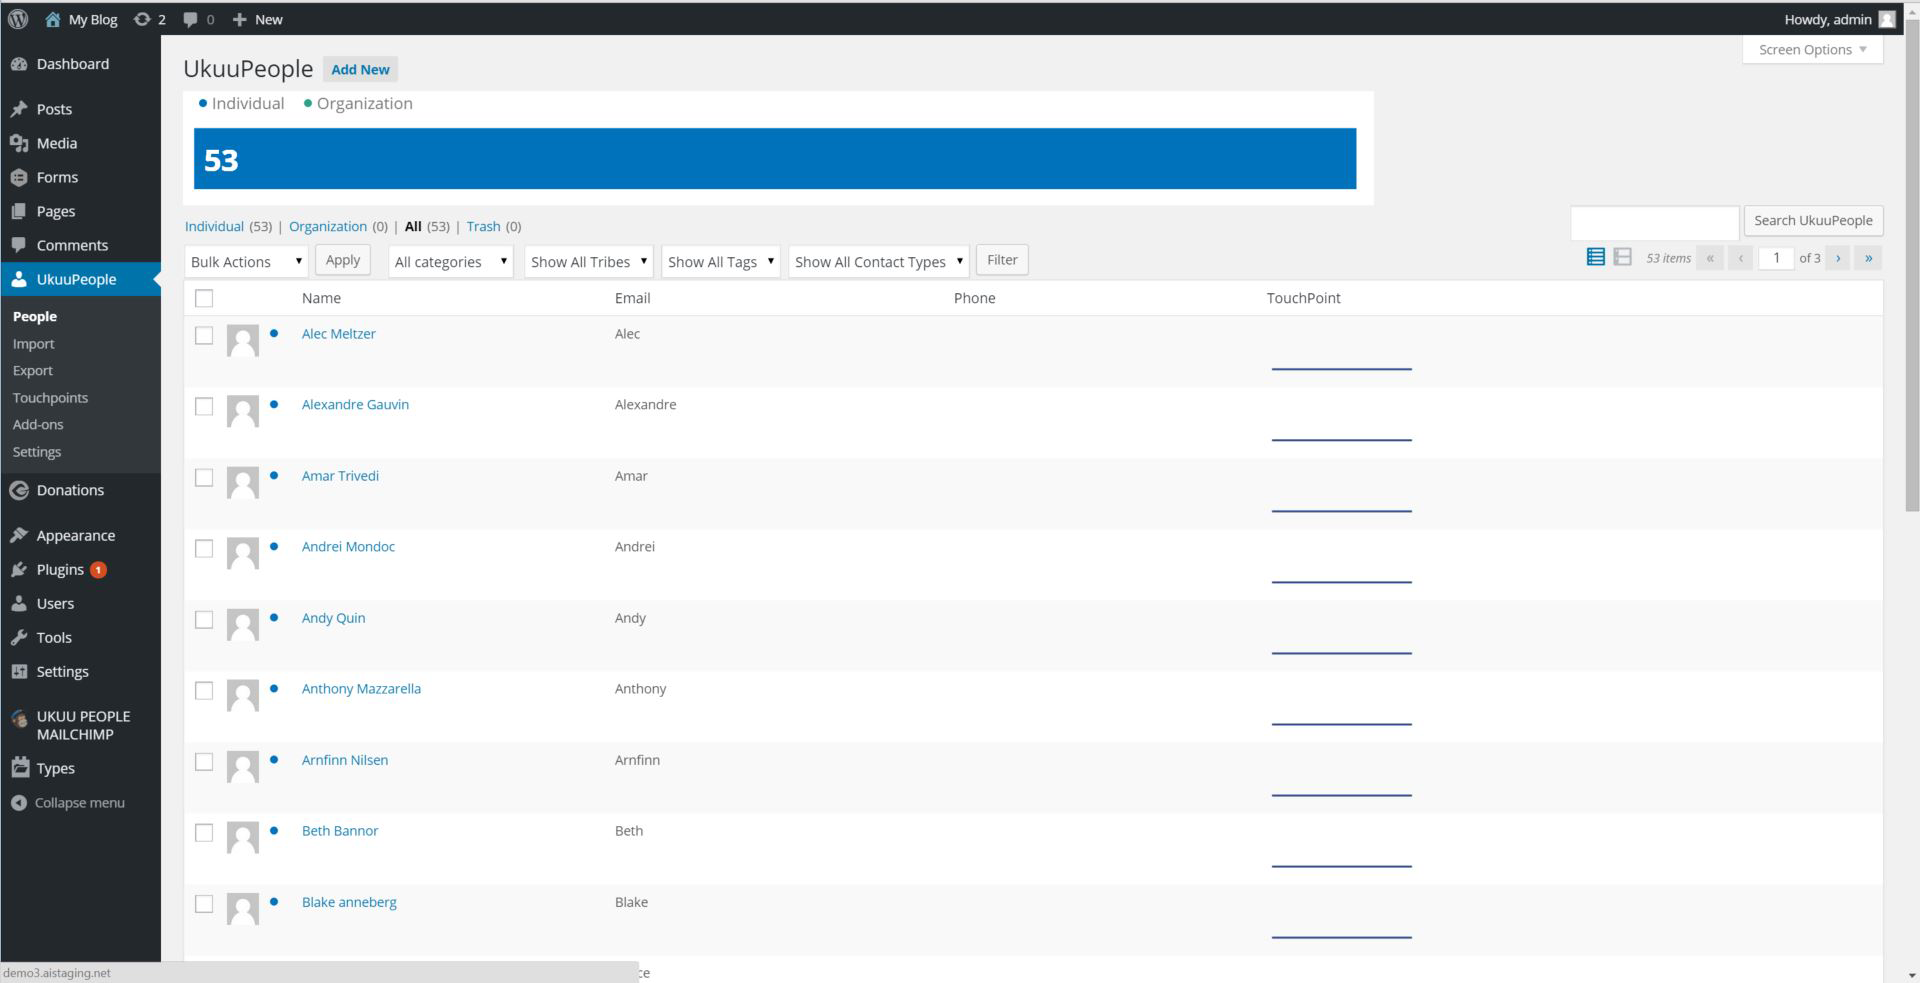 My Blog 2 0 New Howdy, admin
Screen Options
Dashboard
Posts
Media
Forms
Pages
Comments
UkuuPeople
People
Import
Export
Touchpoints
Add-ons
Settings
Donations
Appearance
Plugins 1
Users
Tools
Settings
UKUU PEOPLE
MAILCHIMP
Types
Collapse menu
UkuuPeople Add New
Individual Organization
53
Individual (53) | Organization (0) | All (53) | Trash (0)
Search UkuuPeople
Bulk Actions Apply All categories Show All Tribes Show All Tags Show All Contact Types Filter 53 items « ‹ 1 of 3 › »
Name Email Phone TouchPoint
Alec Meltzer Alec
Alexandre Gauvin Alexandre
Amar Trivedi Amar
Andrei Mondoc Andrei
Andy Quin Andy
Anthony Mazzarella Anthony
Arnfinn Nilsen Arnfinn
Beth Bannor Beth
Blake anneberg Blake
demo3.aistaging.net